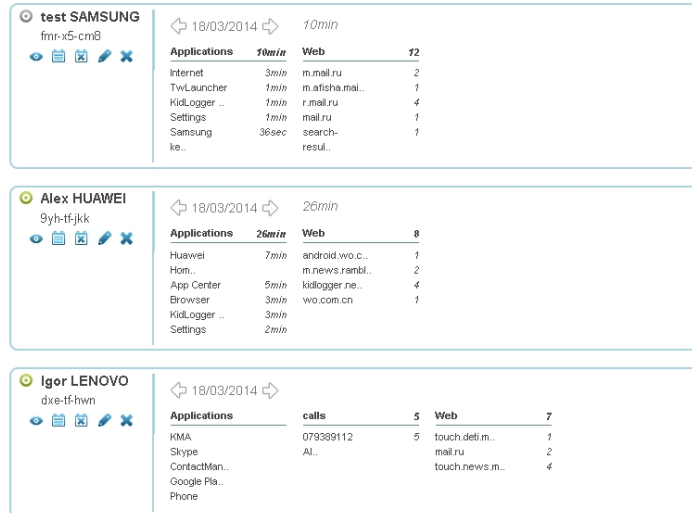 test SAMSUNG
fmr-x5-cm8
18/03/2014 10min
Applications 10min Web 12
Internet 3min m.mail.ru 2
TwLauncher 1min m.afisha.mai.. 1
KidLogger .. 1min r.mail.ru 4
Settings 1min mail.ru 1
Samsung 36sec search- 1
ke.. resul..
Alex HUAWEI
9yh-tf-jkk
18/03/2014 26min
Applications 26min Web 8
Huawei 7min android.wo.c.. 1
Hom.. m.news.rambl.. 2
App Center 5min kidlogger.ne.. 4
Browser 3min wo.com.cn 1
KidLogger .. 3min
Settings 2min
Igor LENOVO
dxe-tf-hwn
18/03/2014
Applications calls 5 Web 7
KMA 079389112 5 touch.deti.m.. 1
Skype Al.. mail.ru 2
ContactMan.. touch.news.m.. 4
Google Pla..
Phone